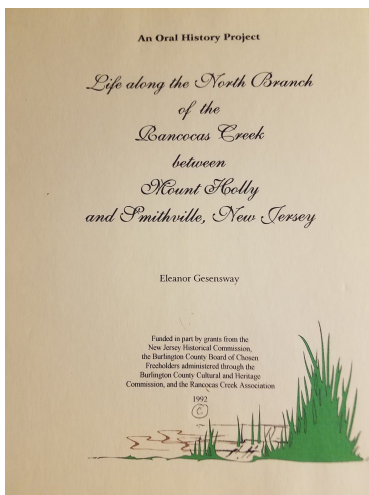 An Oral History Project
Life along the North Branch
of the
Rancocas Creek
between
Mount Holly
and Smithville, New Jersey
Eleanor Gesensway
Funded in part by grants from the
New Jersey Historical Commission,
the Burlington County Board of Chosen
Freeholders administered through the
Burlington County Cultural and Heritage
Commission, and the Rancocas Creek Association
1992
©